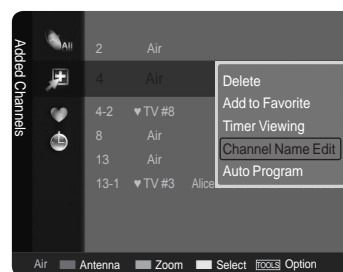 Added Channels
All
2 Air
4 Air
4-2 ♥ TV #8
8 Air
13 Air
13-1 ♥ TV #3 Alice
Delete
Add to Favorite
Timer Viewing
Channel Name Edit
Auto Program
Air Antenna Zoom Select TOOLS Option